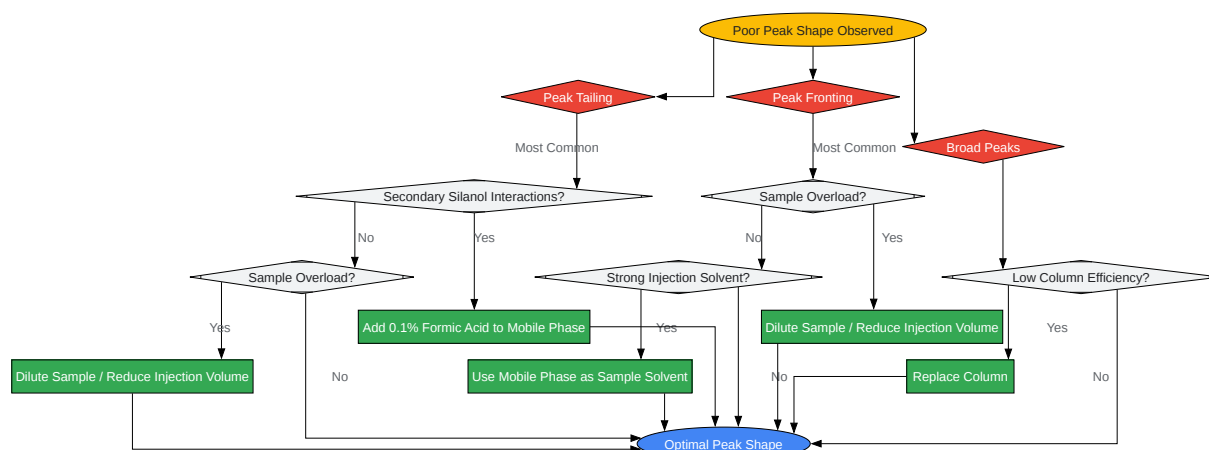 Poor Peak Shape Observed
Peak Tailing
Peak Fronting
Most Common
Most Common
Broad Peaks
Secondary Silanol Interactions?
Sample Overload?
No
Yes
No
Yes
Sample Overload?
Strong Injection Solvent?
Low Column Efficiency?
Yes
Add 0.1% Formic Acid to Mobile Phase
Yes
Dilute Sample / Reduce Injection Volume
Yes
Dilute Sample / Reduce Injection Volume
No
Use Mobile Phase as Sample Solvent
No
Replace Column
No
Optimal Peak Shape